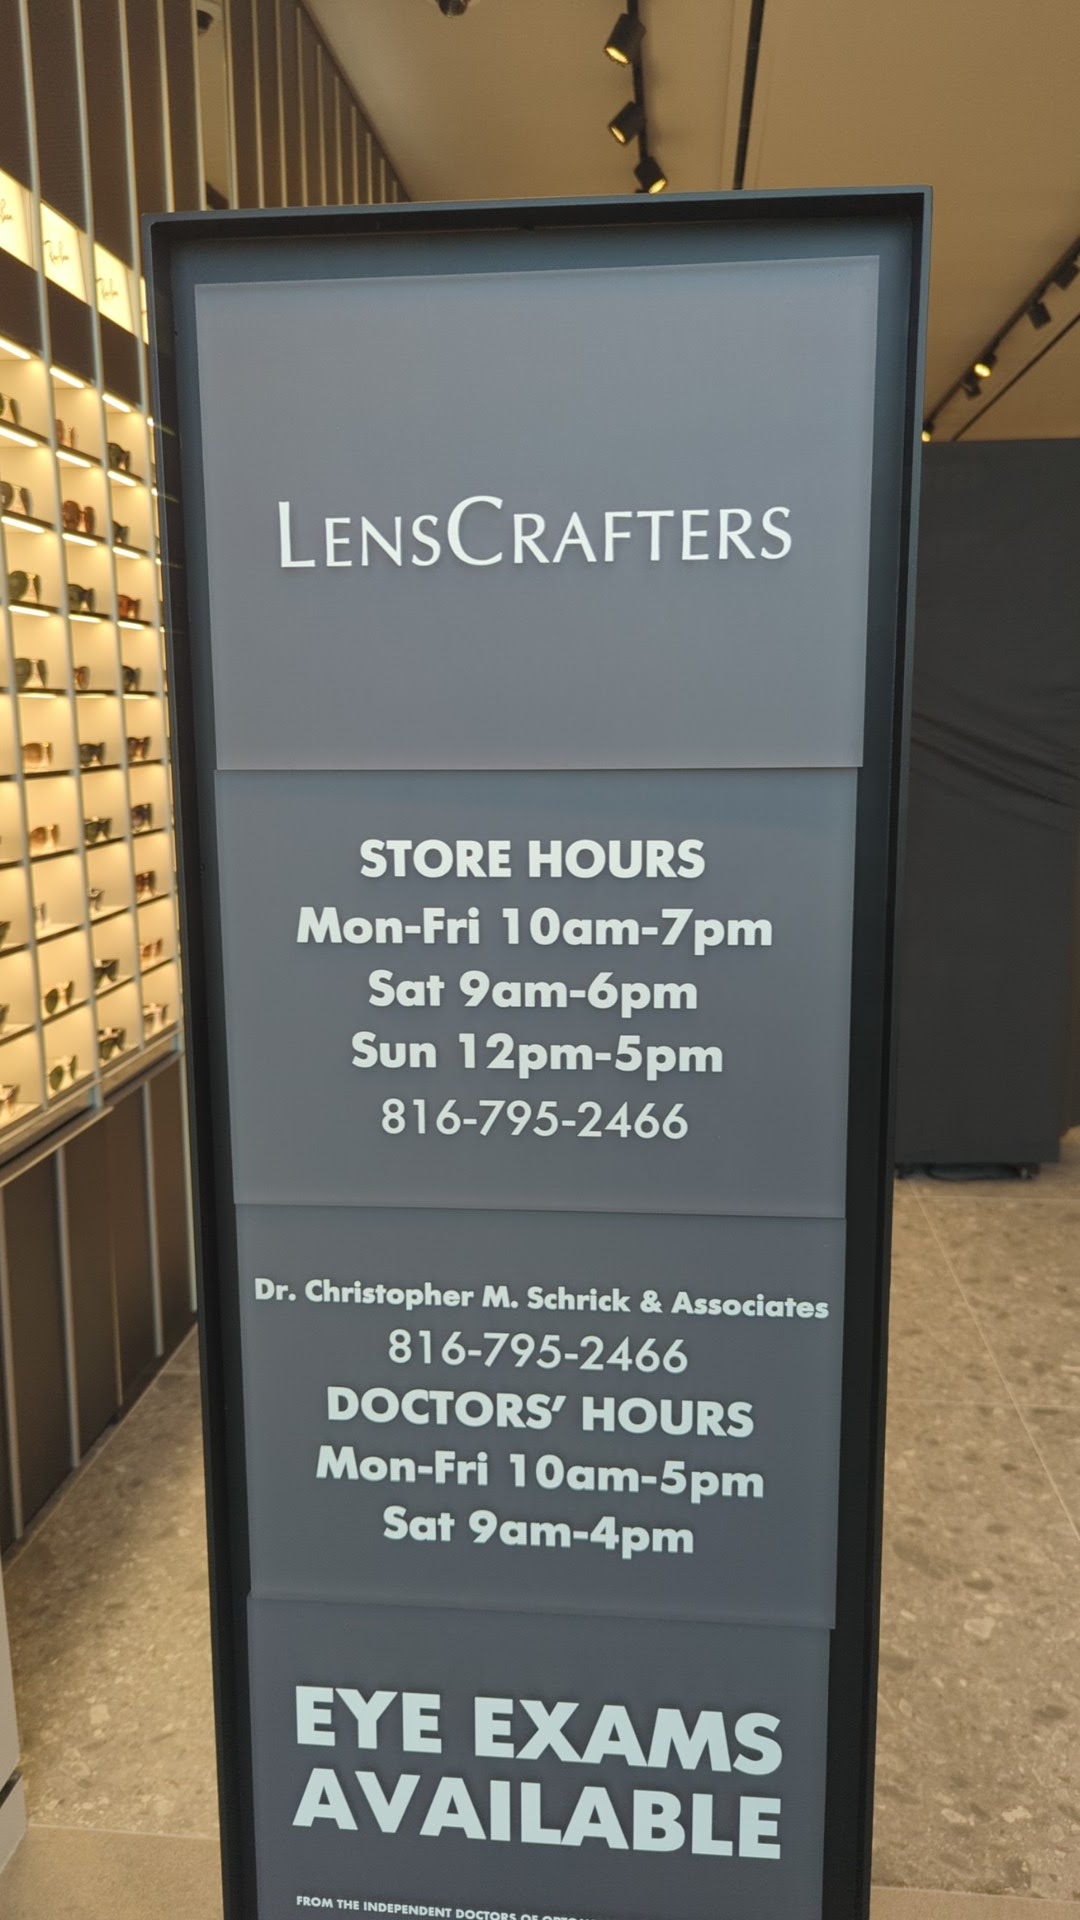 LENSCRAFTERS
STORE HOURS
Mon-Fri 10am-7pm
Sat 9am-6pm
Sun 12pm-5pm
816-795-2466
Dr. Christopher M. Schrick & Associates
816-795-2466
DOCTORS' HOURS
Mon-Fri 10am-5pm
Sat 9am-4pm
EYE EXAMS
AVAILABLE
FROM THE INDEPENDENT DOCTORS OF